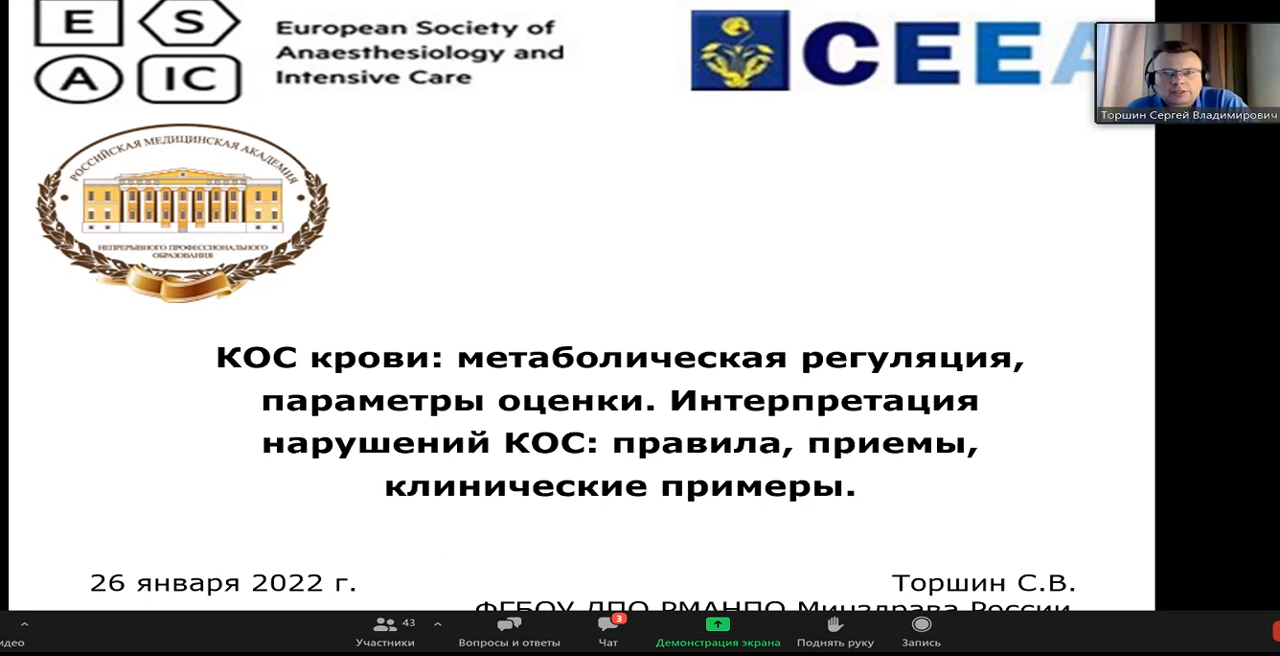 E S
A IC
European Society of
Anaesthesiology and
Intensive Care
CEEA
Торшин Сергей Владимирович
РОССИЙСКАЯ МЕДИЦИНСКАЯ АКАДЕМИЯ
НЕПРЕРЫВНОГО ПРОФЕССИОНАЛЬНОГО
ОБРАЗОВАНИЯ
КОС крови: метаболическая регуляция,
параметры оценки. Интерпретация
нарушений КОС: правила, приемы,
клинические примеры.
26 января 2022 г.
Торшин С.В.
ФГБОУ ДПО РМАНПО Минздрава России
идео
43
Участники
Вопросы и ответы
3
Чат
Демонстрация экрана
Поднять руку
Запись